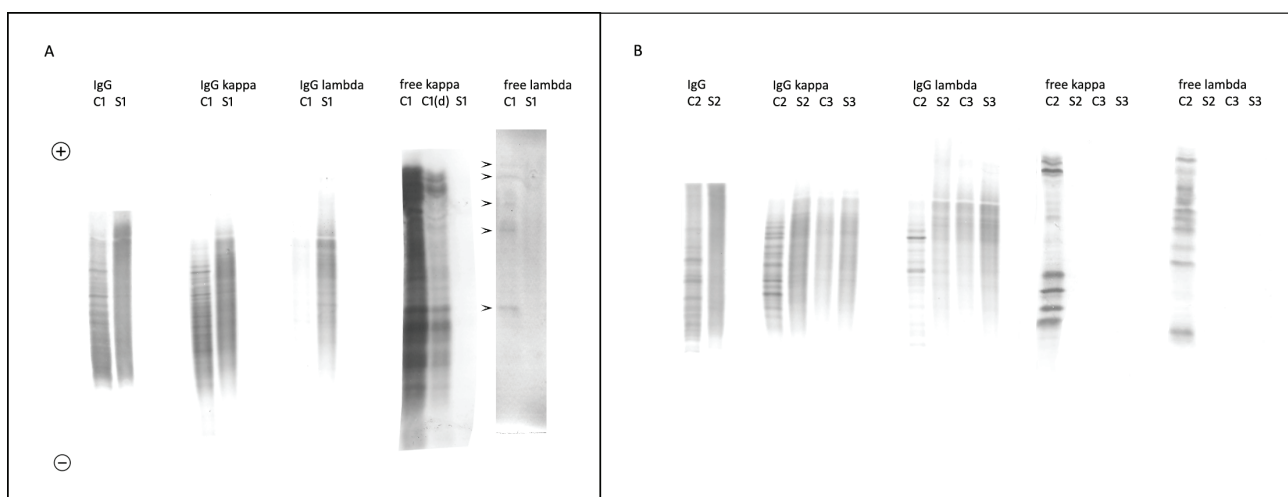 A
IgG
C1 S1
IgG kappa
C1 S1
IgG lambda
C1 S1
free kappa
C1 C1(d) S1
free lambda
C1 S1
+
−
B
IgG
C2 S2
IgG kappa
C2 S2 C3 S3
IgG lambda
C2 S2 C3 S3
free kappa
C2 S2 C3 S3
free lambda
C2 S2 C3 S3